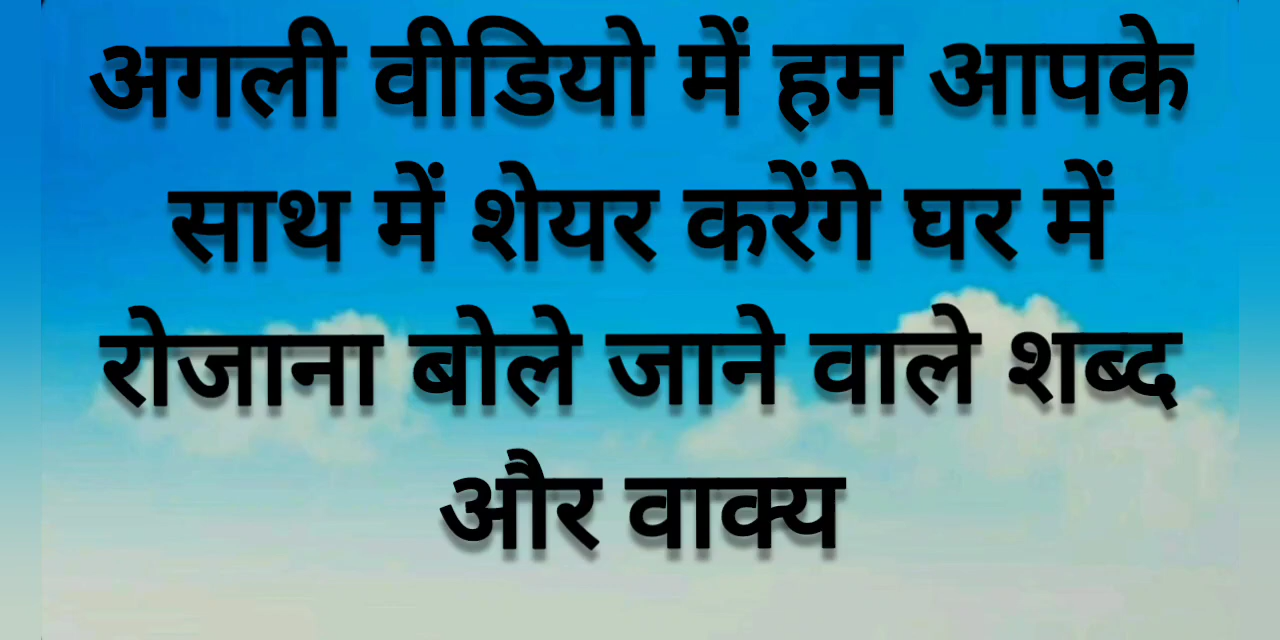 अगली वीडियो में हम आपके
साथ में शेयर करेंगे घर में
रोजाना बोले जाने वाले शब्द
और वाक्य